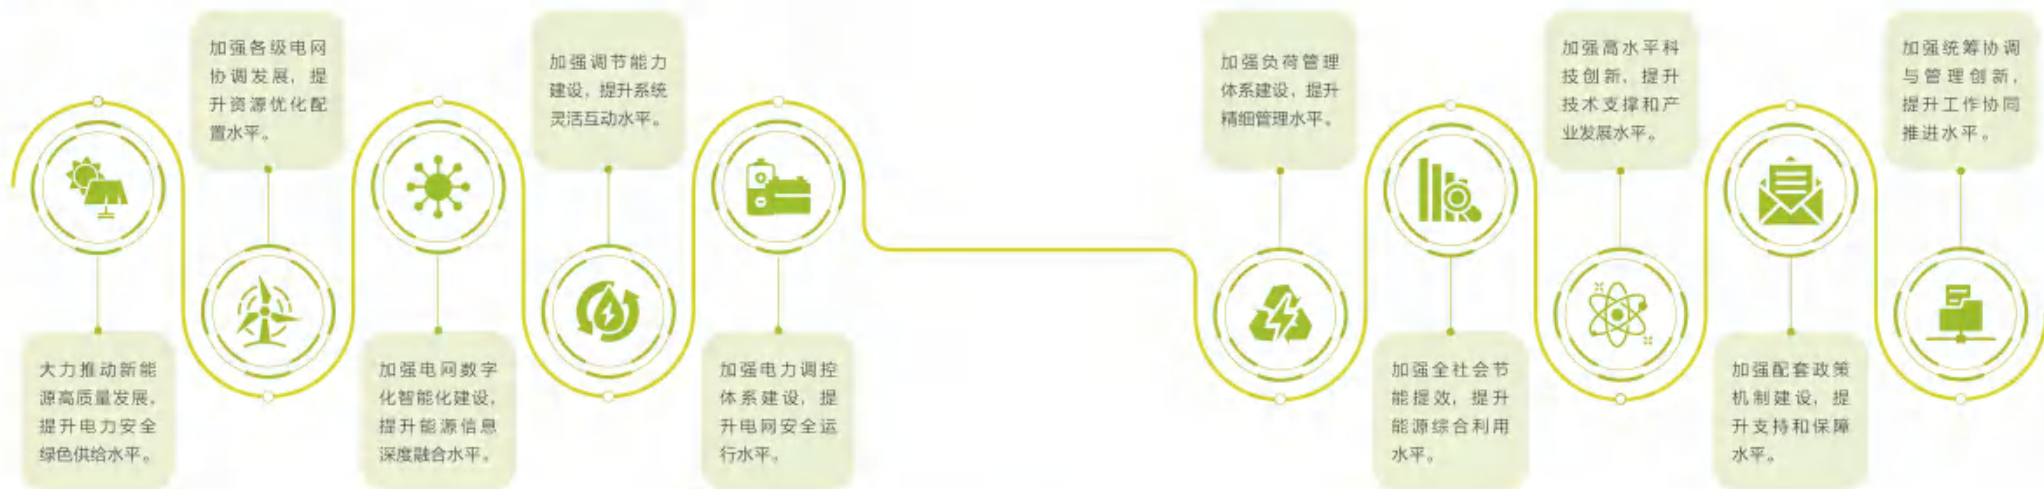 大力推动新能
源高质量发展，
提升电力安全
绿色供给水平。
加强各级电网
协调发展，提
升资源优化配
置水平。
加强电网数字
化智能化建设，
提升能源信息
深度融合水平。
加强调节能力
建设，提升系统
灵活互动水平。
加强电力调控
体系建设，提
升电网安全运
行水平。
加强负荷管理
体系建设，提升
精细管理水平。
加强全社会节
能提效，提升
能源综合利用
水平。
加强高水平科
技创新，提升
技术支撑和产
业发展水平。
加强配套政策
机制建设，提
升支持和保障
水平。
加强统筹协调
与管理创新，
提升工作协同
推进水平。